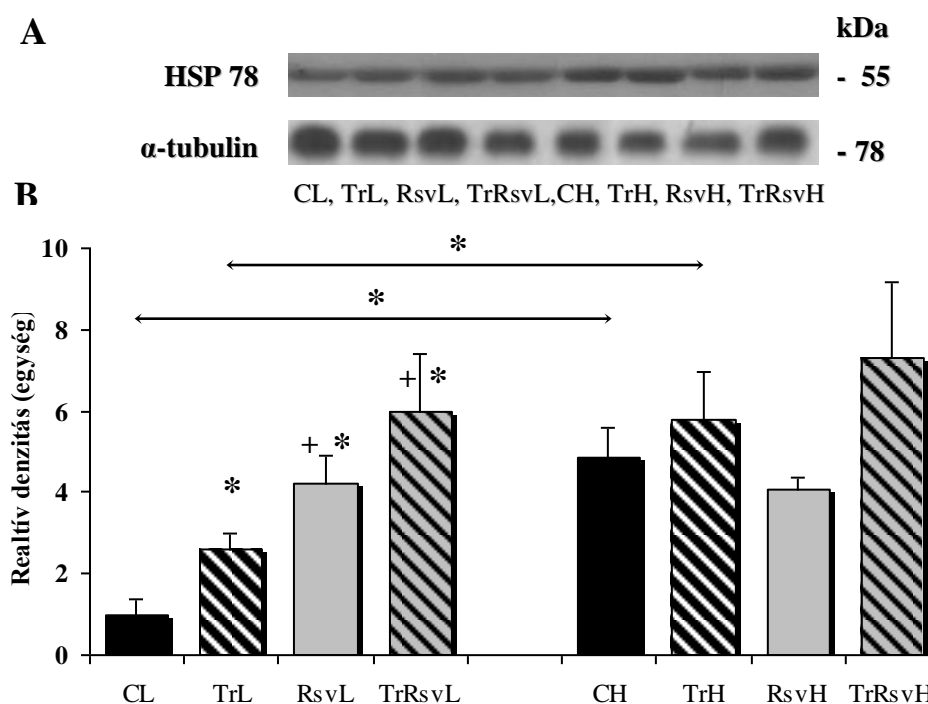 A
kDa
HSP 78
- 55
α-tubulin
- 78
CL, TrL, RsvL, TrRsvL,CH, TrH, RsvH, TrRsvH
B
10
*
*
8
+ *
6
+ *
*
4
2
0
Realtív denzitás (egység)
CL TrL RsvL TrRsvL CH TrH RsvH TrRsvH